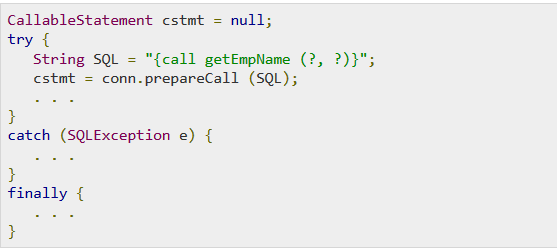 CallableStatement cstmt = null;
try {
   String SQL = "{call getEmpName (?, ?)}";
   cstmt = conn.prepareCall (SQL);
   . . .
}
catch (SQLException e) {
   . . .
}
finally {
   . . .
}